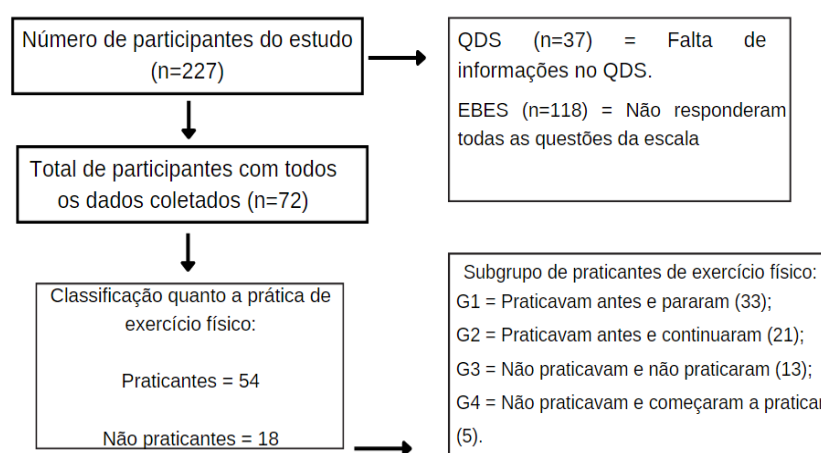 Número de participantes do estudo
(n=227)
QDS (n=37) = Falta de
informações no QDS.
EBES (n=118) = Não responderam
todas as questões da escala
Total de participantes com todos
os dados coletados (n=72)
Classificação quanto a prática de
exercício físico:
Praticantes = 54
Não praticantes = 18
Subgrupo de praticantes de exercício físico:
G1 = Praticavam antes e pararam (33);
G2 = Praticavam antes e continuaram (21);
G3 = Não praticavam e não praticaram (13);
G4 = Não praticavam e começaram a praticar
(5).